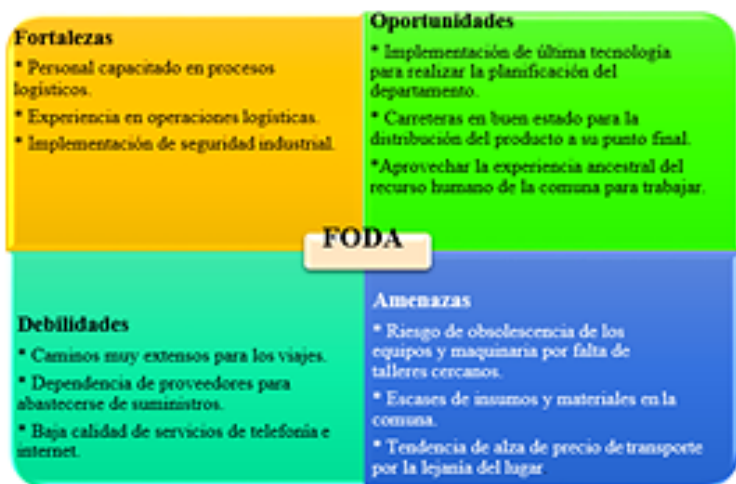 Fortalezas
* Personal capacitado en procesos
logísticos.
* Experiencia en operaciones logísticas.
* Implementación de seguridad industrial.
Oportunidades
* Implementación de última tecnología
para realizar la planificación del
departamento.
* Carreteras en buen estado para la
distribución del producto a su punto final.
*Aprovechar la experiencia ancestral del
recurso humano de la comuna para trabajar.
FODA
Debilidades
* Caminos muy extensos para los viajes.
* Dependencia de proveedores para
abastecerse de suministros.
* Baja calidad de servicios de telefonía e
internet.
Amenazas
* Riesgo de obsolescencia de los
equipos y maquinaria por falta de
talleres cercanos.
* Escases de insumos y materiales en la
comuna.
* Tendencia de alza de precio de transporte
por la lejanía del lugar.